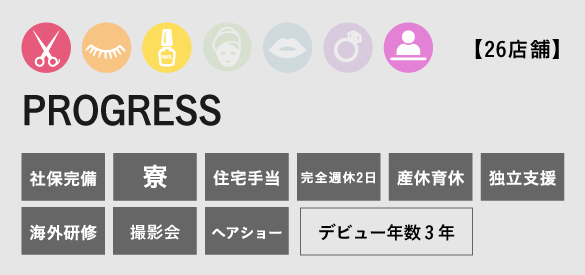 【26店舗】
PROGRESS
社保完備 寮 住宅手当 完全週休2日 産休育休 独立支援
海外研修 撮影会 ヘアショー デビュー年数３年